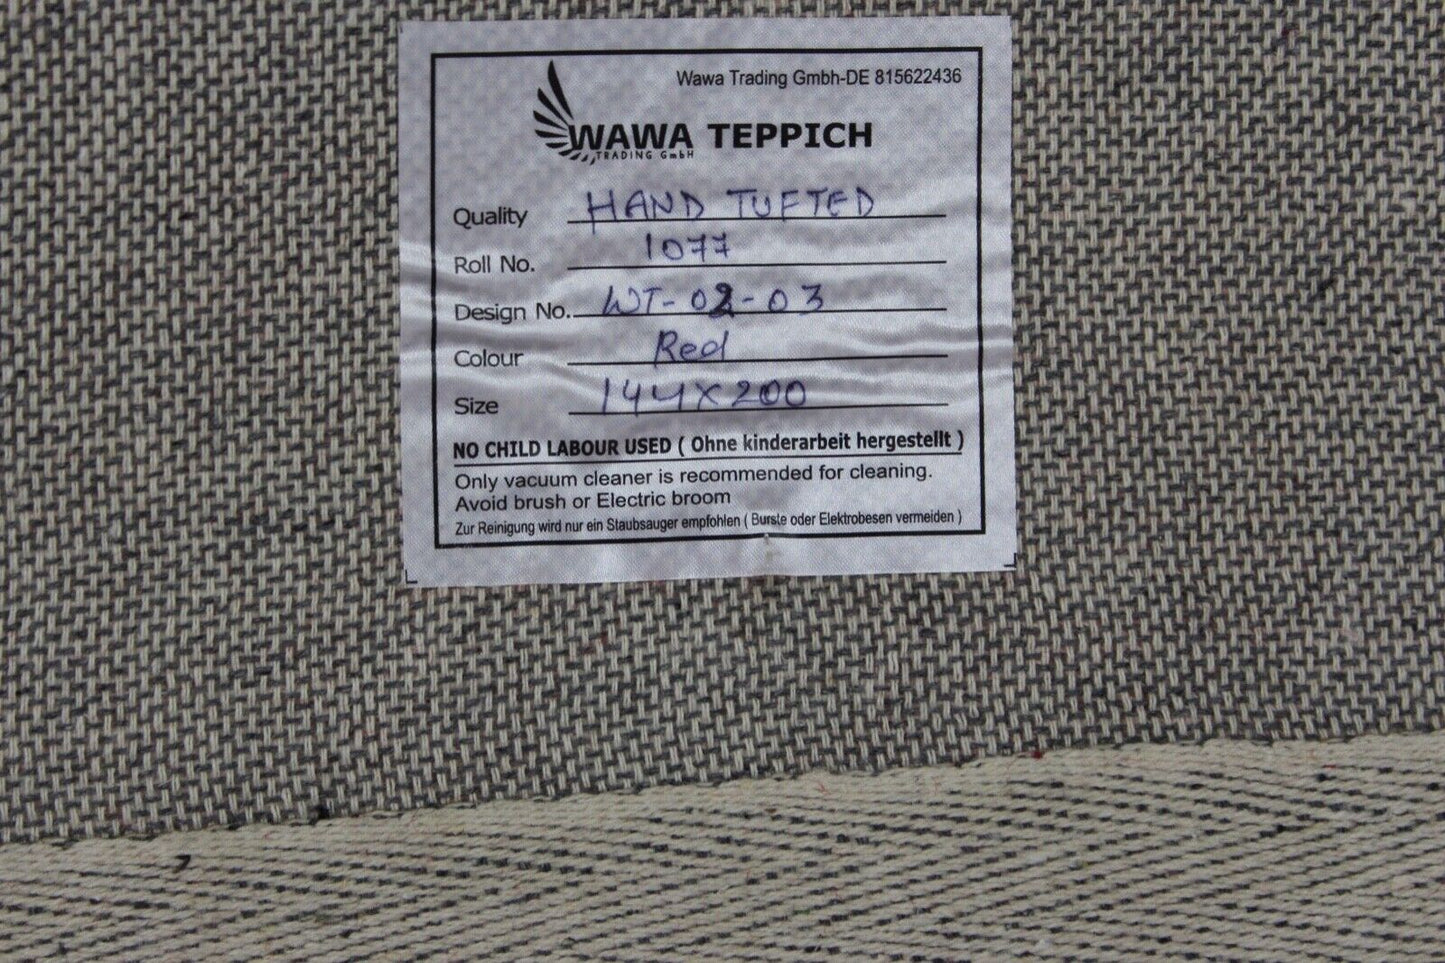 Wawa Trading Gmbh-DE 815622436
WAWA TEPPICH
TRADING GmbH
Quality HAND TUFTED
Roll No. 1077
Design No. WT-02-03
Colour Red
Size 144X200
NO CHILD LABOUR USED ( Ohne kinderarbeit hergestellt )
Only vacuum cleaner is recommended for cleaning.
Avoid brush or Electric broom
Zur Reinigung wird nur ein Staubsauger empfohlen ( Burste oder Elektrobesen vermeiden )